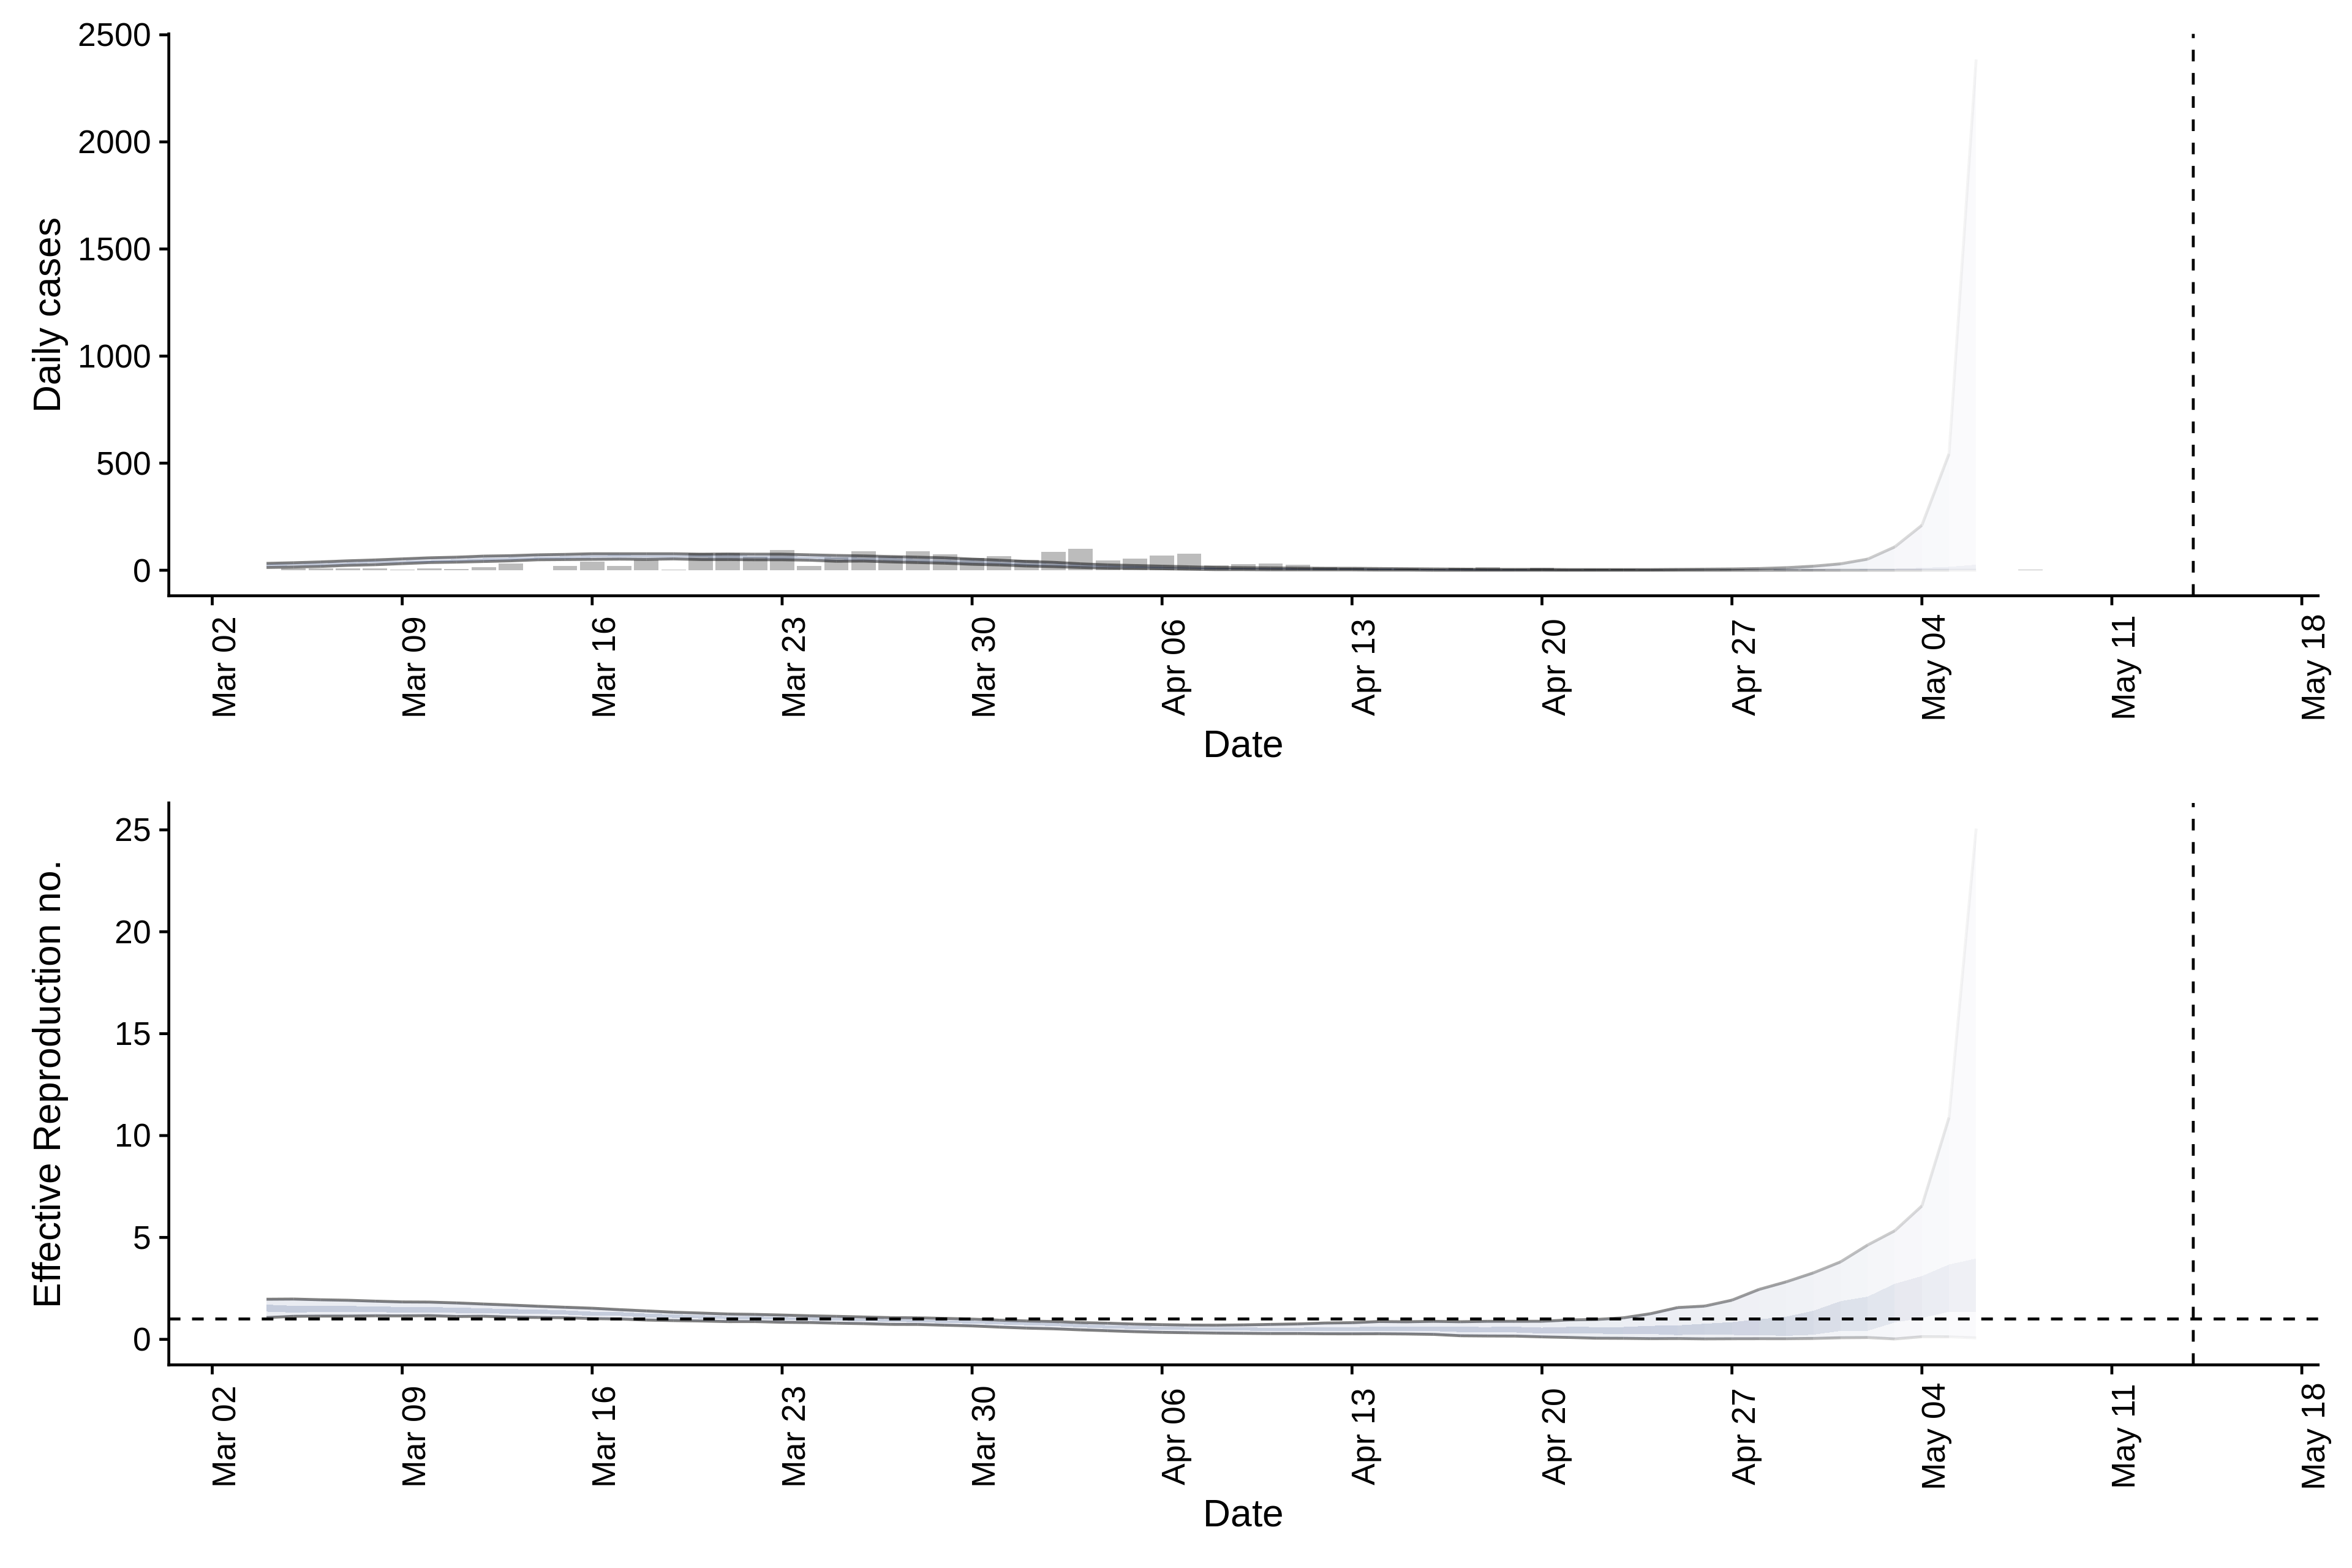 2500
2000
1500
1000
500
0
Daily cases
Mar 02
Mar 09
Mar 16
Mar 23
Mar 30
Apr 06
Apr 13
Apr 20
Apr 27
May 04
May 11
May 18
Date
25
20
15
10
5
0
Effective Reproduction no.
Mar 02
Mar 09
Mar 16
Mar 23
Mar 30
Apr 06
Apr 13
Apr 20
Apr 27
May 04
May 11
May 18
Date